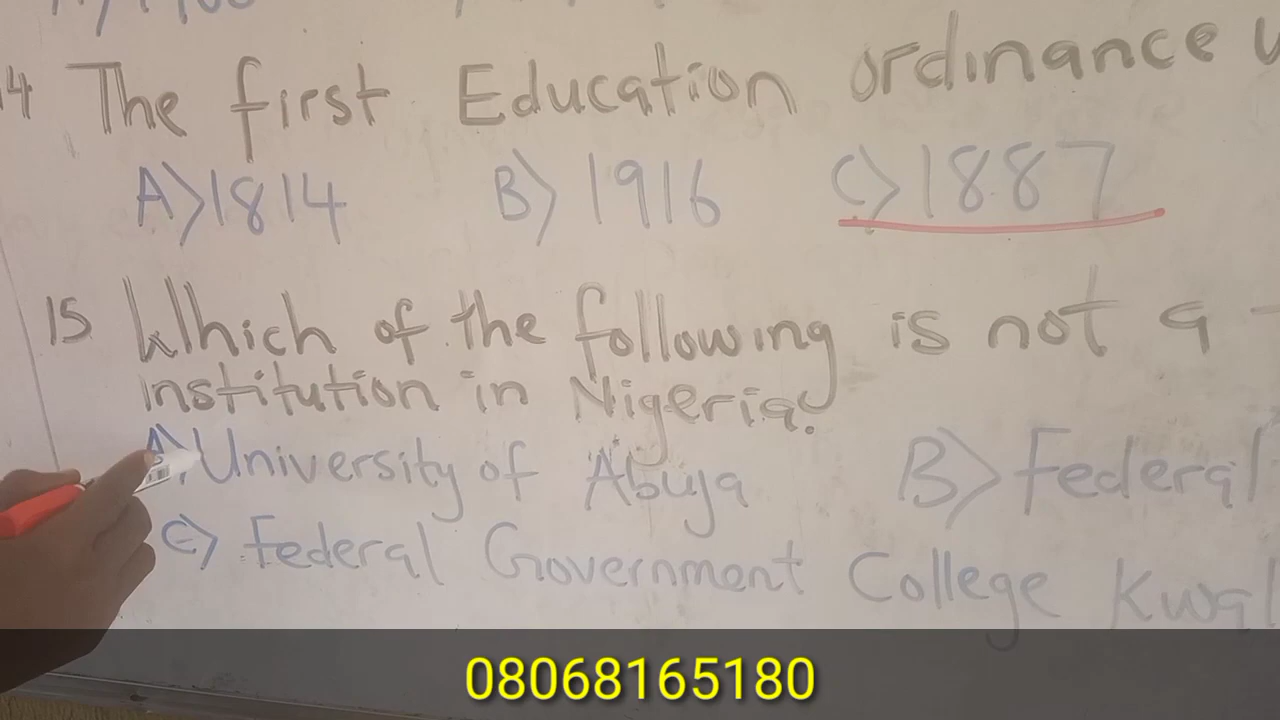 14 The first Education ordinance
A) 1814 B) 1916 C) 1887
15 Which of the following is not a
institution in Nigeria?
A) University of Abuja B) Federal
C) Federal Government College
08068165180